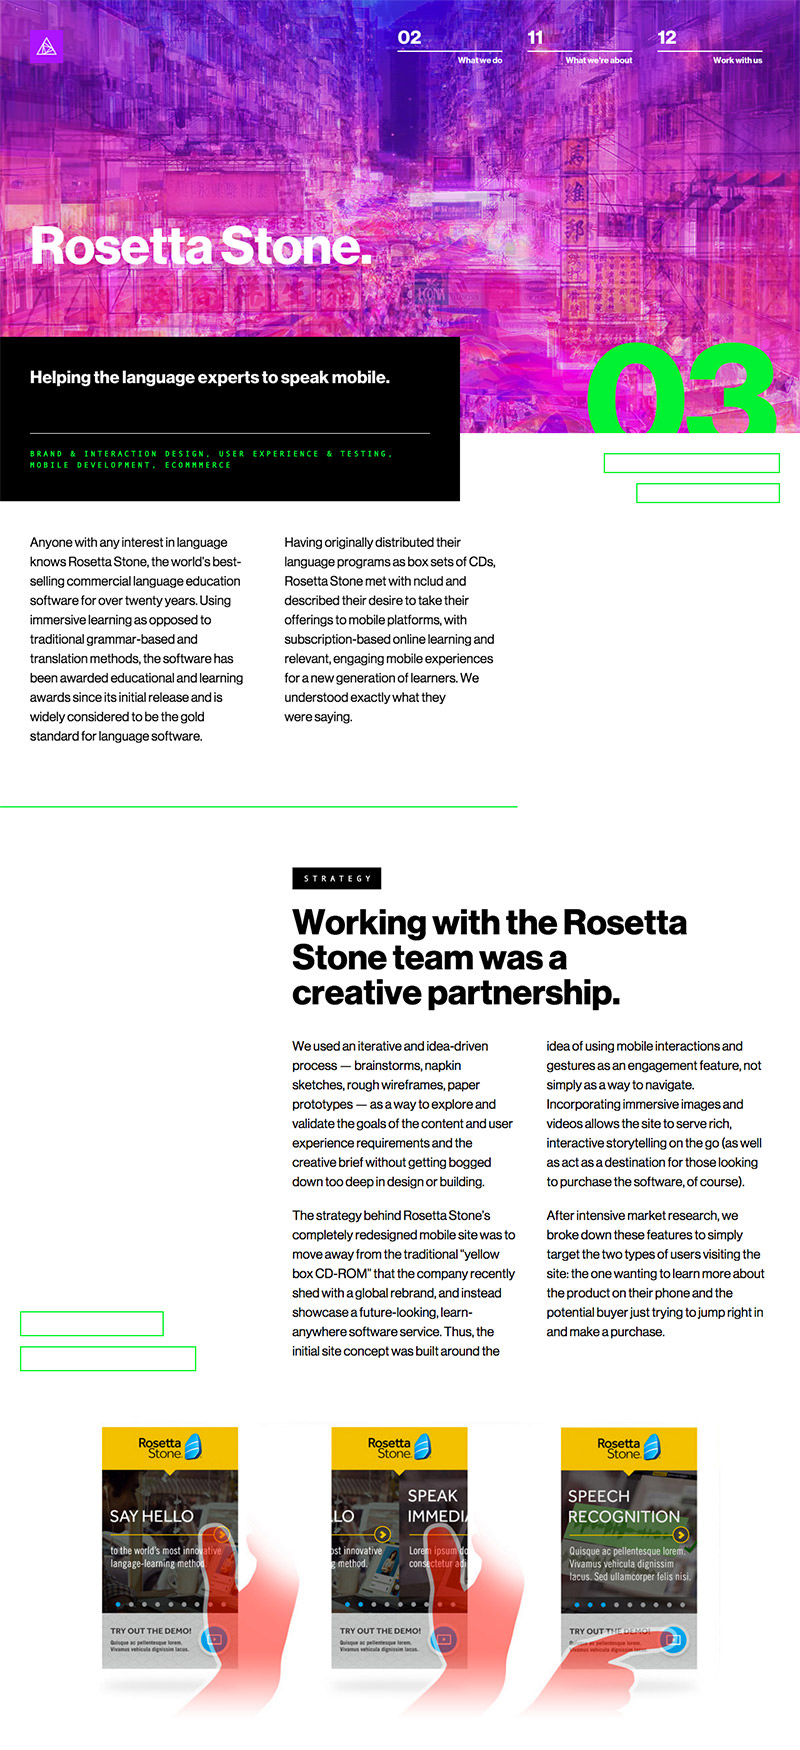 02
11
12
What we do
What we're about
Work with us
Rosetta Stone.
03
Helping the language experts to speak mobile.
BRAND & INTERACTION DESIGN, USER EXPERIENCE & TESTING,
MOBILE DEVELOPMENT, ECOMMMERCE
Anyone with any interest in language
knows Rosetta Stone, the world's best-
selling commercial language education
software for over twenty years. Using
immersive learning as opposed to
traditional grammar-based and
translation methods, the software has
been awarded educational and learning
awards since its initial release and is
widely considered to be the gold
standard for language software.
Having originally distributed their
language programs as box sets of CDs,
Rosetta Stone met with nclud and
described their desire to take their
offerings to mobile platforms, with
subscription-based online learning and
relevant, engaging mobile experiences
for a new generation of learners. We
understood exactly what they
were saying.
STRATEGY
Working with the Rosetta
Stone team was a
creative partnership.
We used an iterative and idea-driven
process — brainstorms, napkin
sketches, rough wireframes, paper
prototypes — as a way to explore and
validate the goals of the content and user
experience requirements and the
creative brief without getting bogged
down too deep in design or building.
The strategy behind Rosetta Stone's
completely redesigned mobile site was to
move away from the traditional "yellow
box CD-ROM" that the company recently
shed with a global rebrand, and instead
showcase a future-looking, learn-
anywhere software service. Thus, the
initial site concept was built around the
idea of using mobile interactions and
gestures as an engagement feature, not
simply as a way to navigate.
Incorporating immersive images and
videos allows the site to serve rich,
interactive storytelling on the go (as well
as act as a destination for those looking
to purchase the software, of course).
After intensive market research, we
broke down these features to simply
target the two types of users visiting the
site: the one wanting to learn more about
the product on their phone and the
potential buyer just trying to jump right in
and make a purchase.
Rosetta
Stone
SAY HELLO
to the world's most innovative
langage-learning method.
TRY OUT THE DEMO!
Quisque ac pellentesque lorem.
Vivamus vehicula dignissim lacus.
Rosetta
Stone
LO
ost innovative
g method.
SPEAK
IMMEDIA
Lorem ipsum do
consectetur adi
TRY OUT THE DEMO!
Quisque ac pellentesque lorem.
Vivamus vehicula dignissim lacus.
Rosetta
Stone
SPEECH
RECOGNITION
Quisque ac pellentesque lorem.
Vivamus vehicula dignissim
lacus. Sed ullamcorper felis nisi.
TRY OUT THE DEMO!
Quisque ac pellentesque lorem.
Vivamus vehicula dignissim lacus.